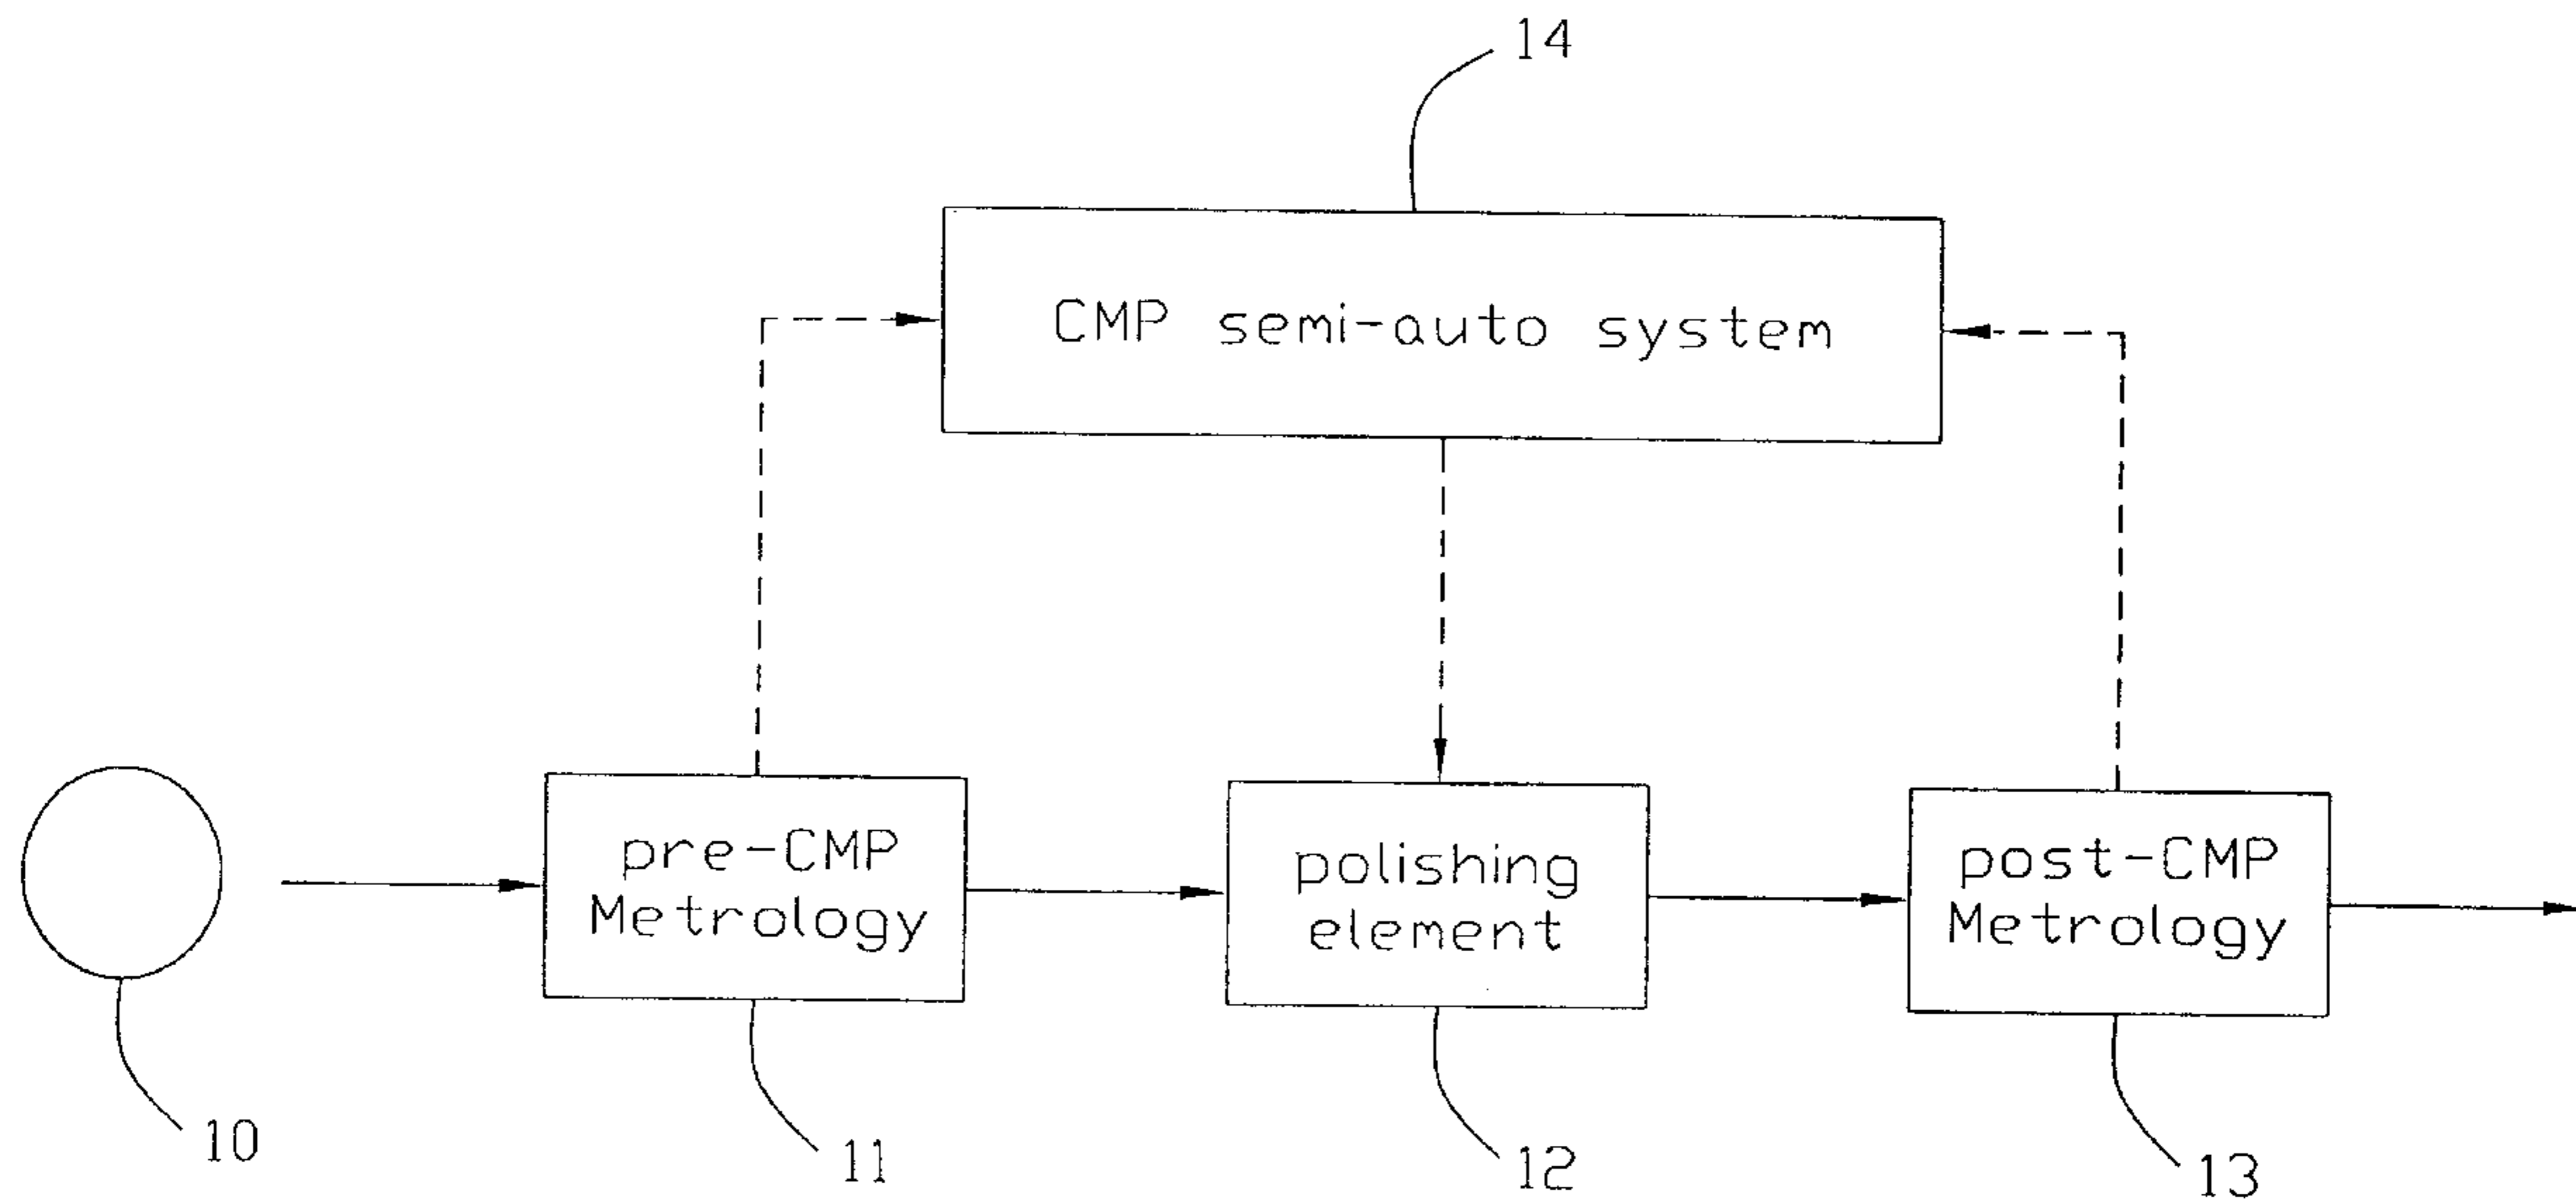 14
CMP semi-auto system
pre-CMP
Metrology
polishing
element
post-CMP
Metrology
10
11
12
13